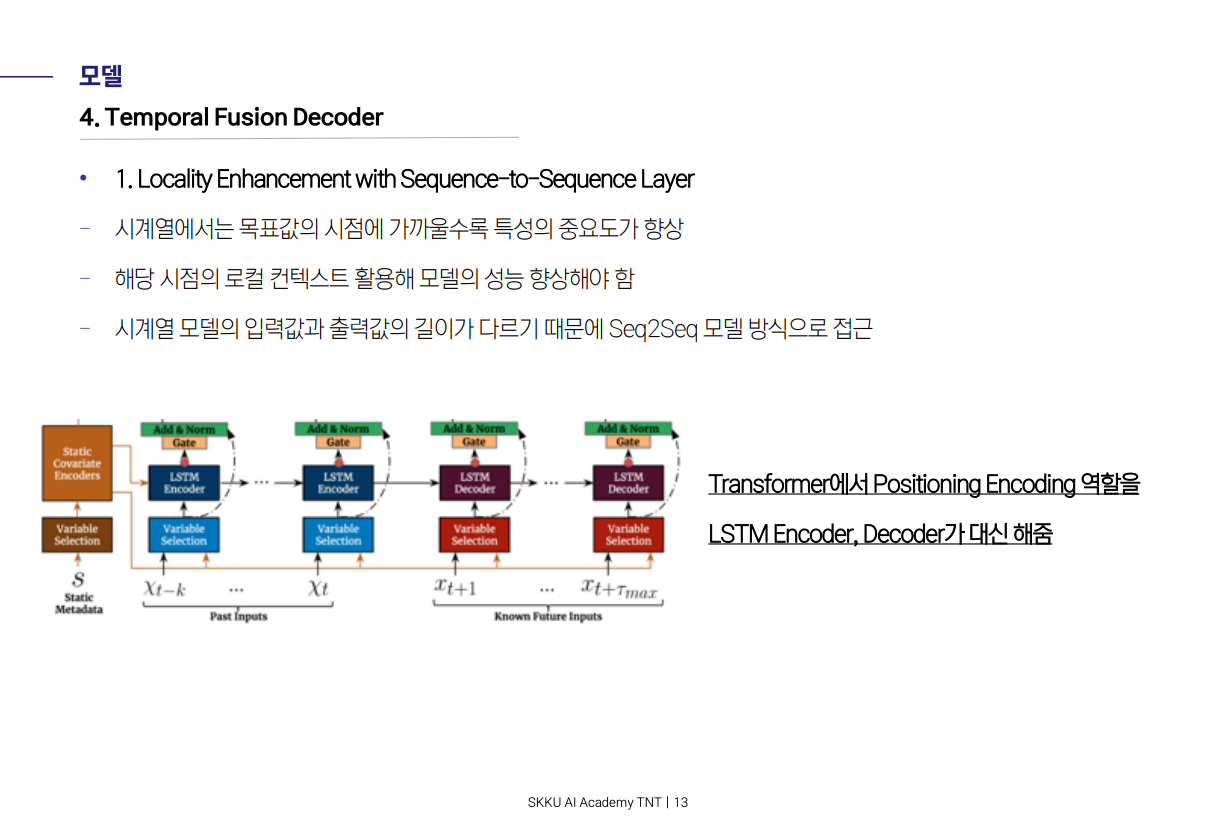 모델
4. Temporal Fusion Decoder
• 1. Locality Enhancement with Sequence-to-Sequence Layer
- 시계열에서는 목표값의 시점에 가까울수록 특성의 중요도가 향상
- 해당 시점의 로컬 컨텍스트 활용해 모델의 성능 향상해야 함
- 시계열 모델의 입력값과 출력값의 길이가 다르기 때문에 Seq2Seq 모델 방식으로 접근
Add & Norm Add & Norm Add & Norm Add & Norm
Gate Gate Gate Gate
Static
Covariate
Encoders
LSTM
Encoder
...
LSTM
Encoder
LSTM
Decoder
...
LSTM
Decoder
Variable
Selection
Variable
Selection
Variable
Selection
Variable
Selection
Variable
Selection
s
Static
Metadata
χt−k ... χt xt+1 ... xt+τmax
Past Inputs Known Future Inputs
Transformer에서 Positioning Encoding 역할을
LSTM Encoder, Decoder가 대신 해줌
SKKU AI Academy TNT | 13